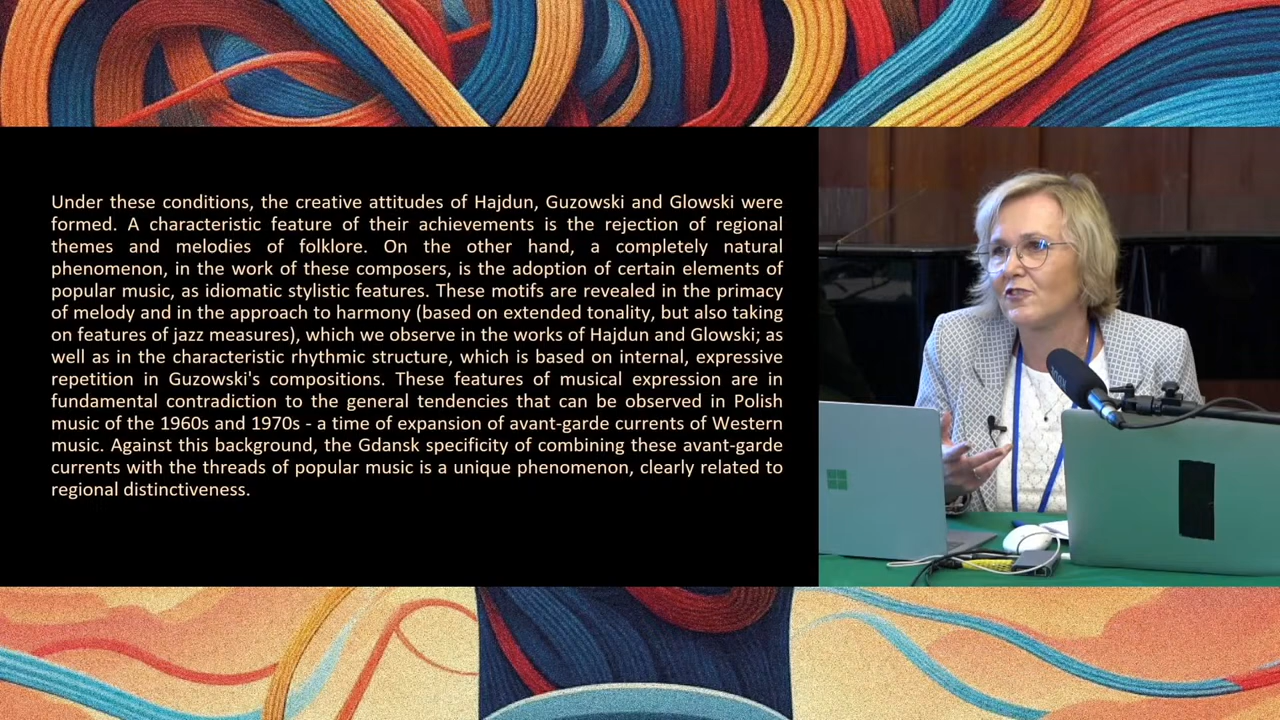 Under these conditions, the creative attitudes of Hajdun, Guzowski and Glowski were
formed. A characteristic feature of their achievements is the rejection of regional
themes and melodies of folklore. On the other hand, a completely natural
phenomenon, in the work of these composers, is the adoption of certain elements of
popular music, as idiomatic stylistic features. These motifs are revealed in the primacy
of melody and in the approach to harmony (based on extended tonality, but also taking
on features of jazz measures), which we observe in the works of Hajdun and Glowski; as
well as in the characteristic rhythmic structure, which is based on internal, expressive
repetition in Guzowski's compositions. These features of musical expression are in
fundamental contradiction to the general tendencies that can be observed in Polish
music of the 1960s and 1970s - a time of expansion of avant-garde currents of Western
music. Against this background, the Gdansk specificity of combining these avant-garde
currents with the threads of popular music is a unique phenomenon, clearly related to
regional distinctiveness.